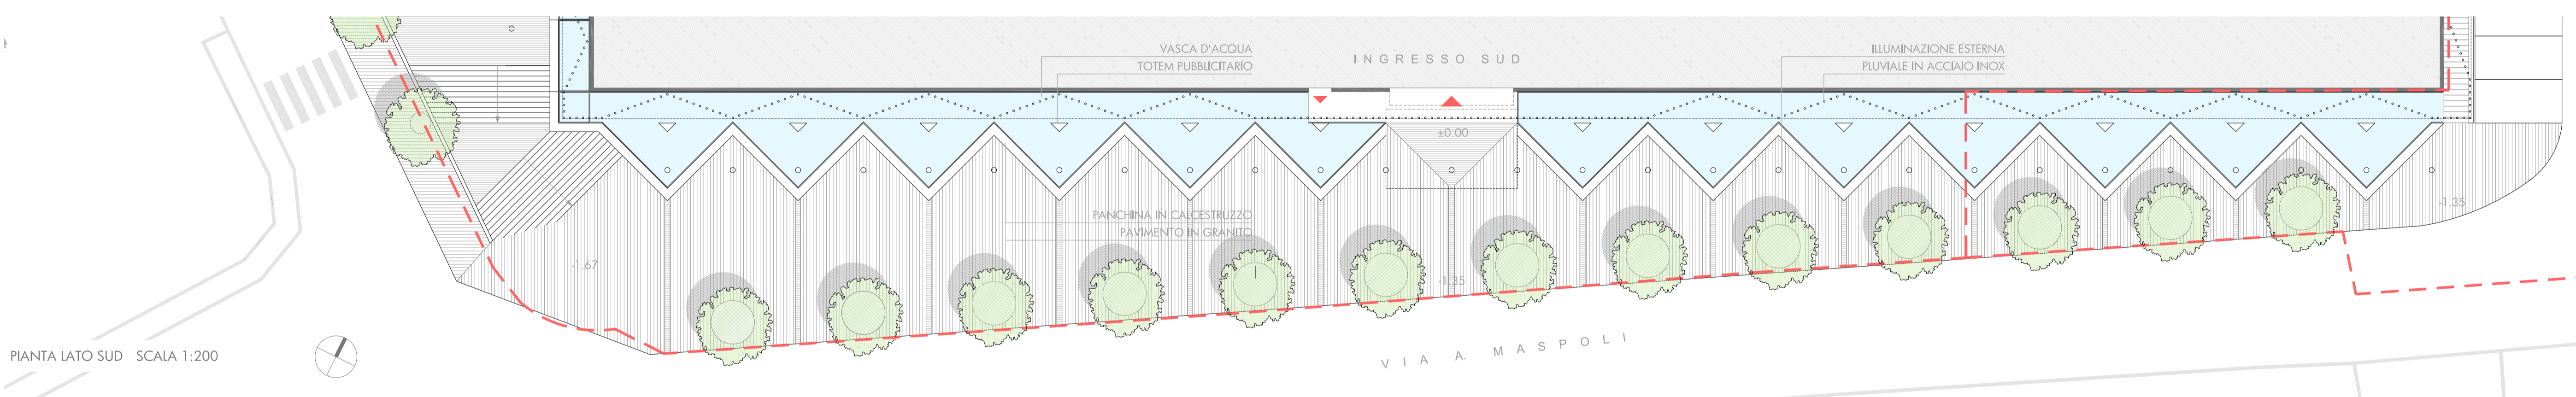 VASCA D'ACQUA
TOTEM PUBBLICITARIO
INGRESSO SUD
ILLUMINAZIONE ESTERNA
PLUVIALE IN ACCIAIO INOX
±0.00
PANCHINA IN CALCESTRUZZO
PAVIMENTO IN GRANITO
-1.35
-1.67
-1.35
VIA A. MASPOLI
PIANTA LATO SUD SCALA 1:200